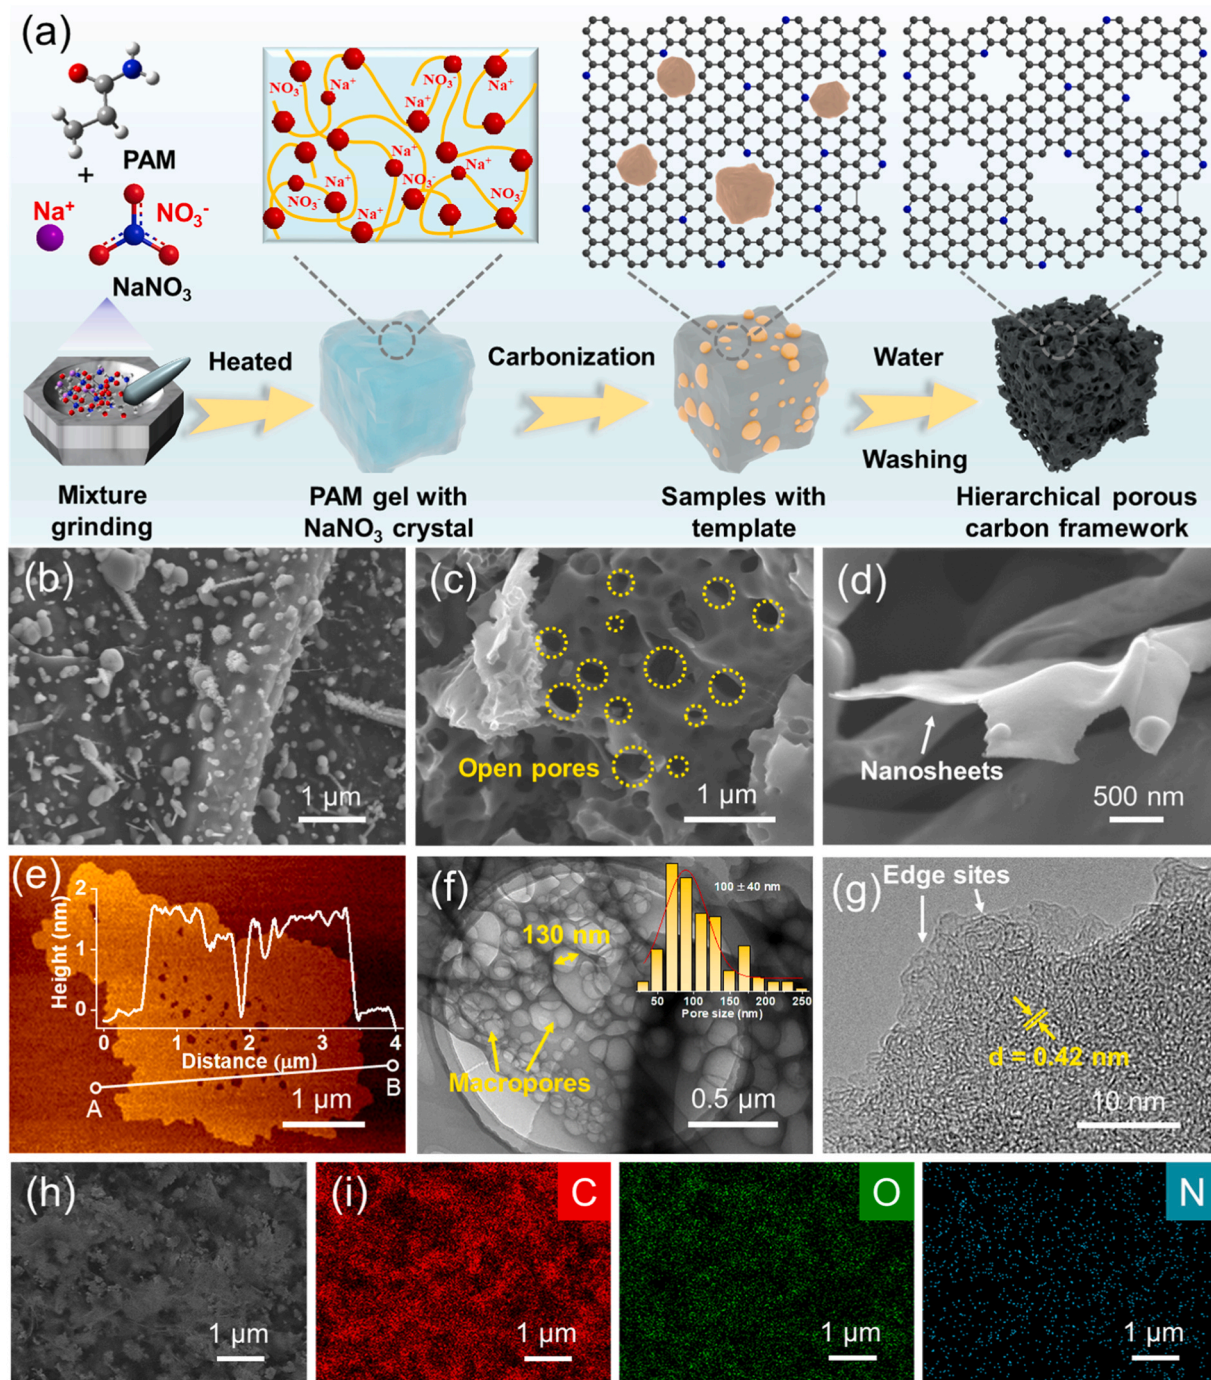 (a)
PAM
+
Na+
NO3-
NaNO3
Mixture
grinding
Heated
NO3-
Na+
Na+
Na+
NO3-
Na+
Na+
Na+
NO3-
NO3-
NO3-
Na+
PAM gel with
NaNO3 crystal
Carbonization
Samples with
template
Water
Washing
Hierarchical porous
carbon framework
(b)
1 μm
(c)
Open pores
1 μm
(d)
Nanosheets
500 nm
(e)
Height (nm)
2
1
0
0 1 2 3 4
Distance (μm)
A
B
1 μm
(f)
130 nm
Macropores
100 ± 40 nm
50 100 150 200 250
Pore size (nm)
0.5 μm
(g)
Edge sites
d = 0.42 nm
10 nm
(h)
1 μm
(i)
C
1 μm
O
1 μm
N
1 μm